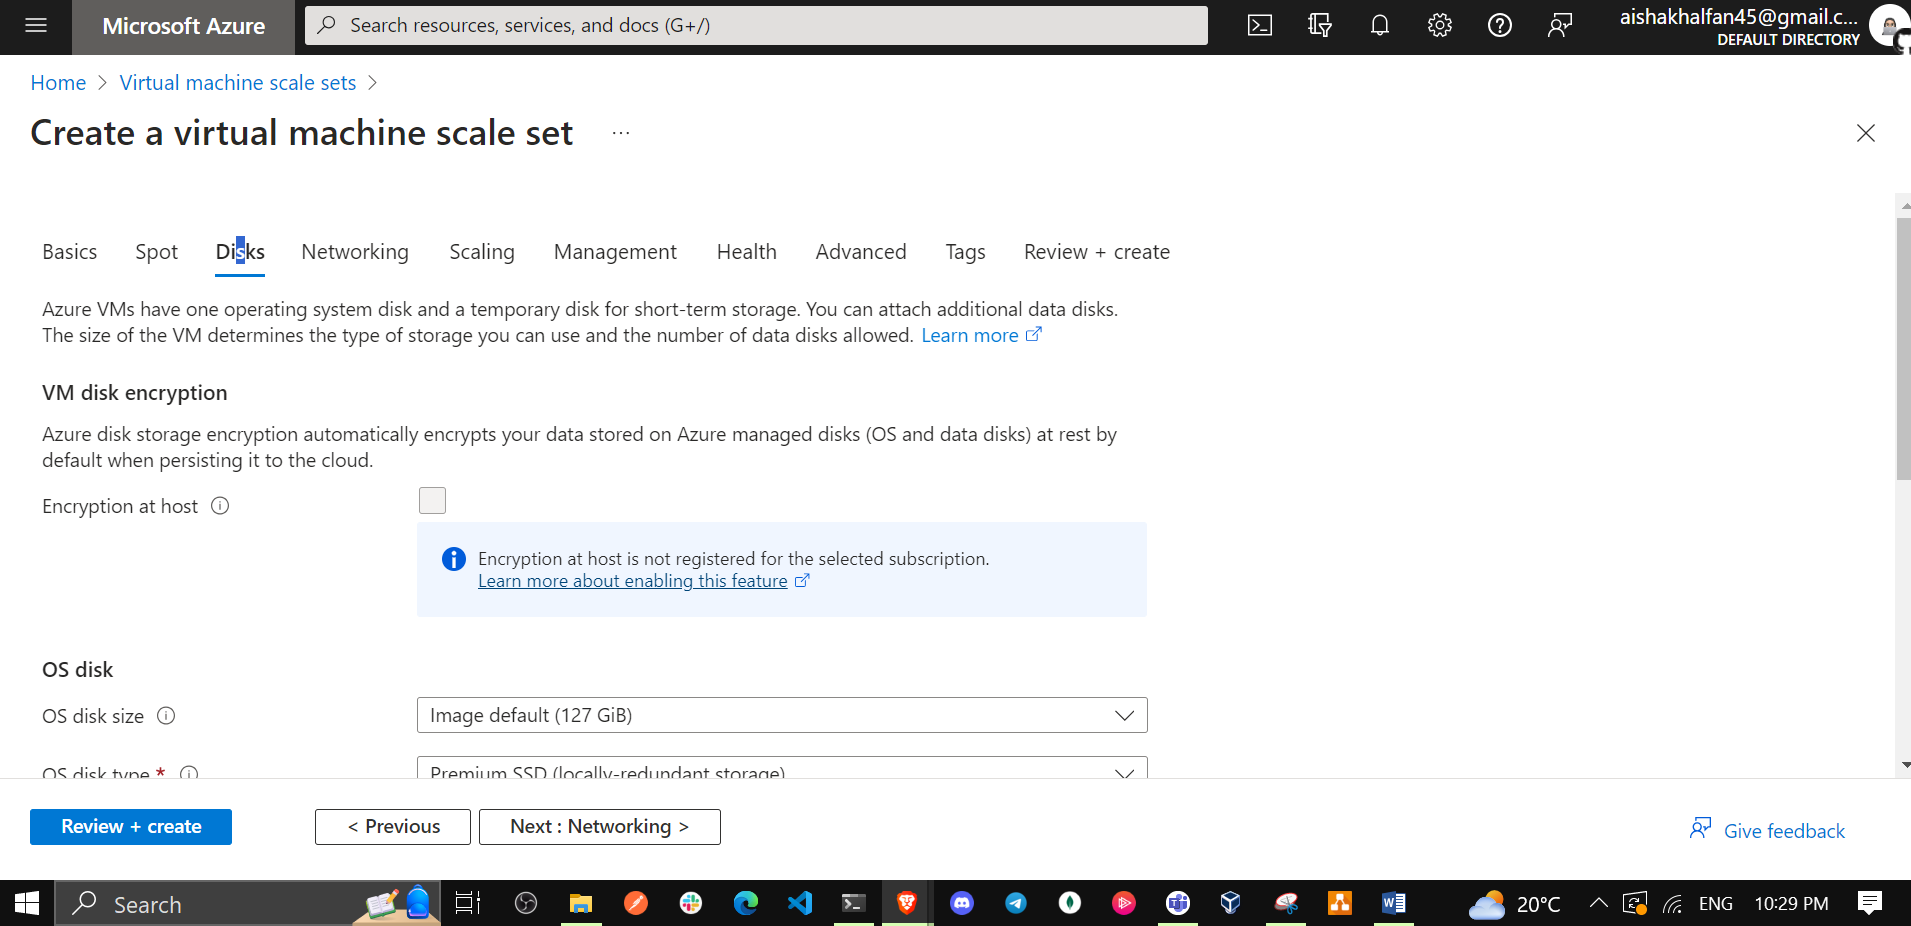 Microsoft Azure
Search resources, services, and docs (G+/)
aishakhalfan45@gmail.c...
DEFAULT DIRECTORY
Home > Virtual machine scale sets >
Create a virtual machine scale set ...
Basics Spot Disks Networking Scaling Management Health Advanced Tags Review + create
Azure VMs have one operating system disk and a temporary disk for short-term storage. You can attach additional data disks.
The size of the VM determines the type of storage you can use and the number of data disks allowed. Learn more
VM disk encryption
Azure disk storage encryption automatically encrypts your data stored on Azure managed disks (OS and data disks) at rest by
default when persisting it to the cloud.
Encryption at host
Encryption at host is not registered for the selected subscription.
Learn more about enabling this feature
OS disk
OS disk size
Image default (127 GiB)
OS disk type *
Premium SSD (locally-redundant storage)
Review + create
< Previous
Next : Networking >
Give feedback
Search
20°C
ENG
10:29 PM